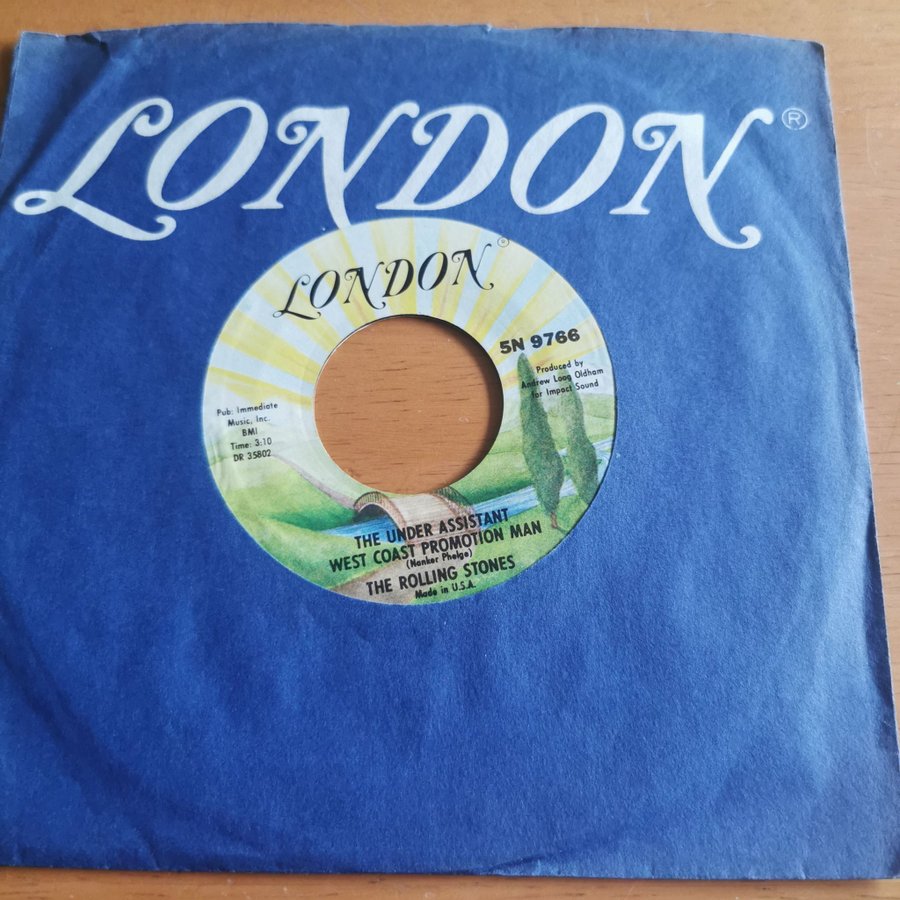 LONDON®
LONDON®
5N 9766
Produced by
Andrew Loog Oldham
for Impact Sound
Pub: Immediate
Music, Inc.
BMI
Time: 3:10
DR 35802
THE UNDER ASSISTANT
WEST COAST PROMOTION MAN
(Nanker Phelge)
THE ROLLING STONES
Made in U.S.A.